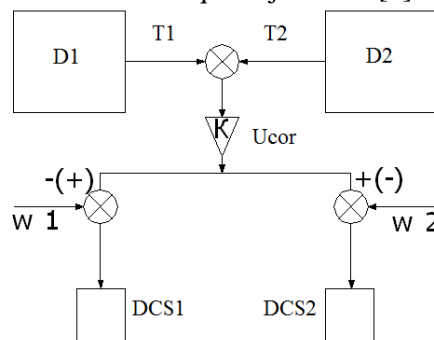 D1
T1
T2
D2
K
Ucor
-(+)
+(-)
w 1
w 2
DCS1
DCS2